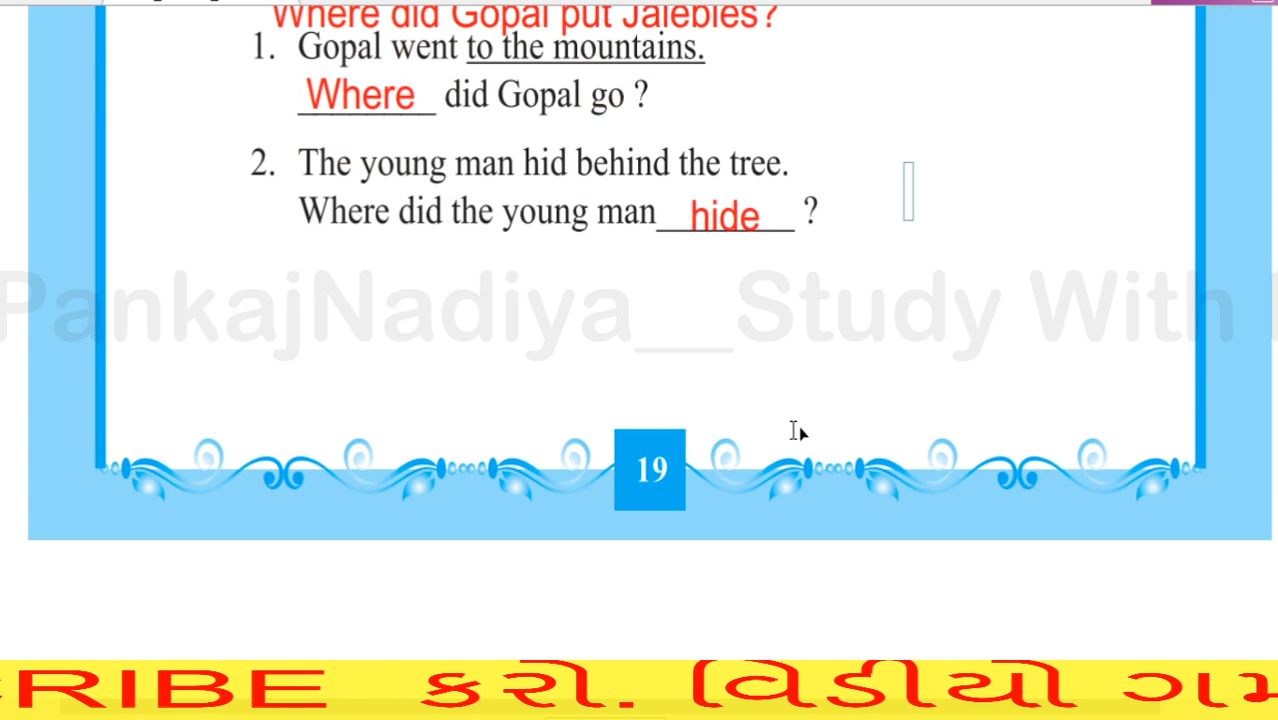 Where did Gopal put Jalebies?
1. Gopal went to the mountains.
Where did Gopal go ?
2. The young man hid behind the tree.
Where did the young man hide ?
PankajNadiya__Study With
19
RIBE કરો. વિડીયો ગમ